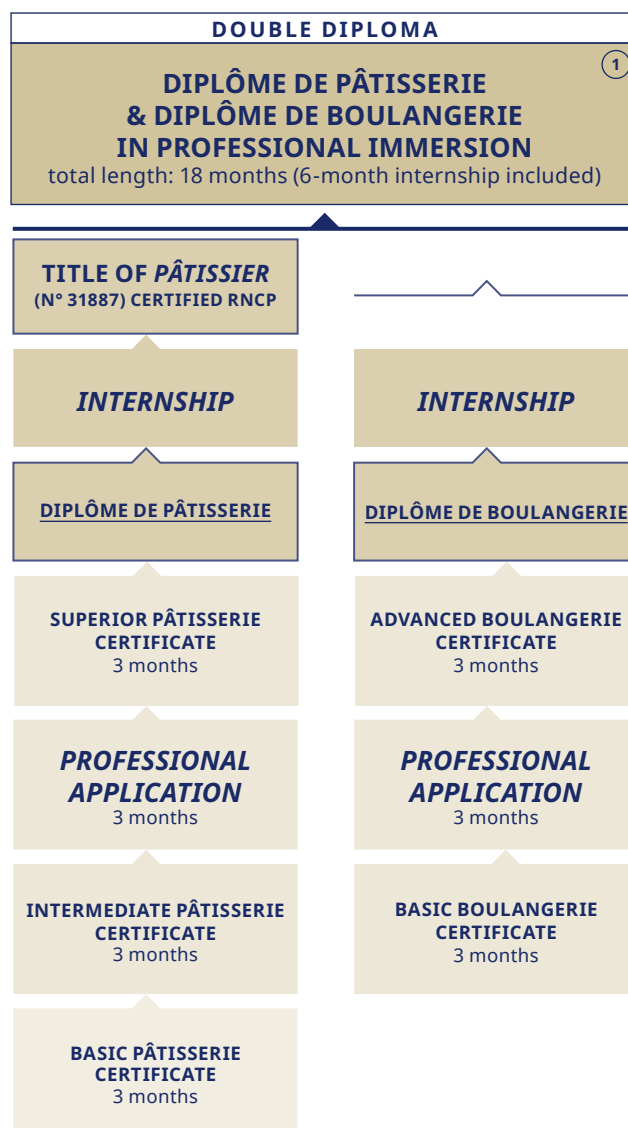 DOUBLE DIPLOMA
1
DIPLÔME DE PÂTISSERIE
& DIPLÔME DE BOULANGERIE
IN PROFESSIONAL IMMERSION
total length: 18 months (6-month internship included)
TITLE OF PÂTISSIER
(N° 31887) CERTIFIED RNCP
INTERNSHIP
DIPLÔME DE PÂTISSERIE
SUPERIOR PÂTISSERIE
CERTIFICATE
3 months
PROFESSIONAL
APPLICATION
3 months
INTERMEDIATE PÂTISSERIE
CERTIFICATE
3 months
BASIC PÂTISSERIE
CERTIFICATE
3 months
INTERNSHIP
DIPLÔME DE BOULANGERIE
ADVANCED BOULANGERIE
CERTIFICATE
3 months
PROFESSIONAL
APPLICATION
3 months
BASIC BOULANGERIE
CERTIFICATE
3 months